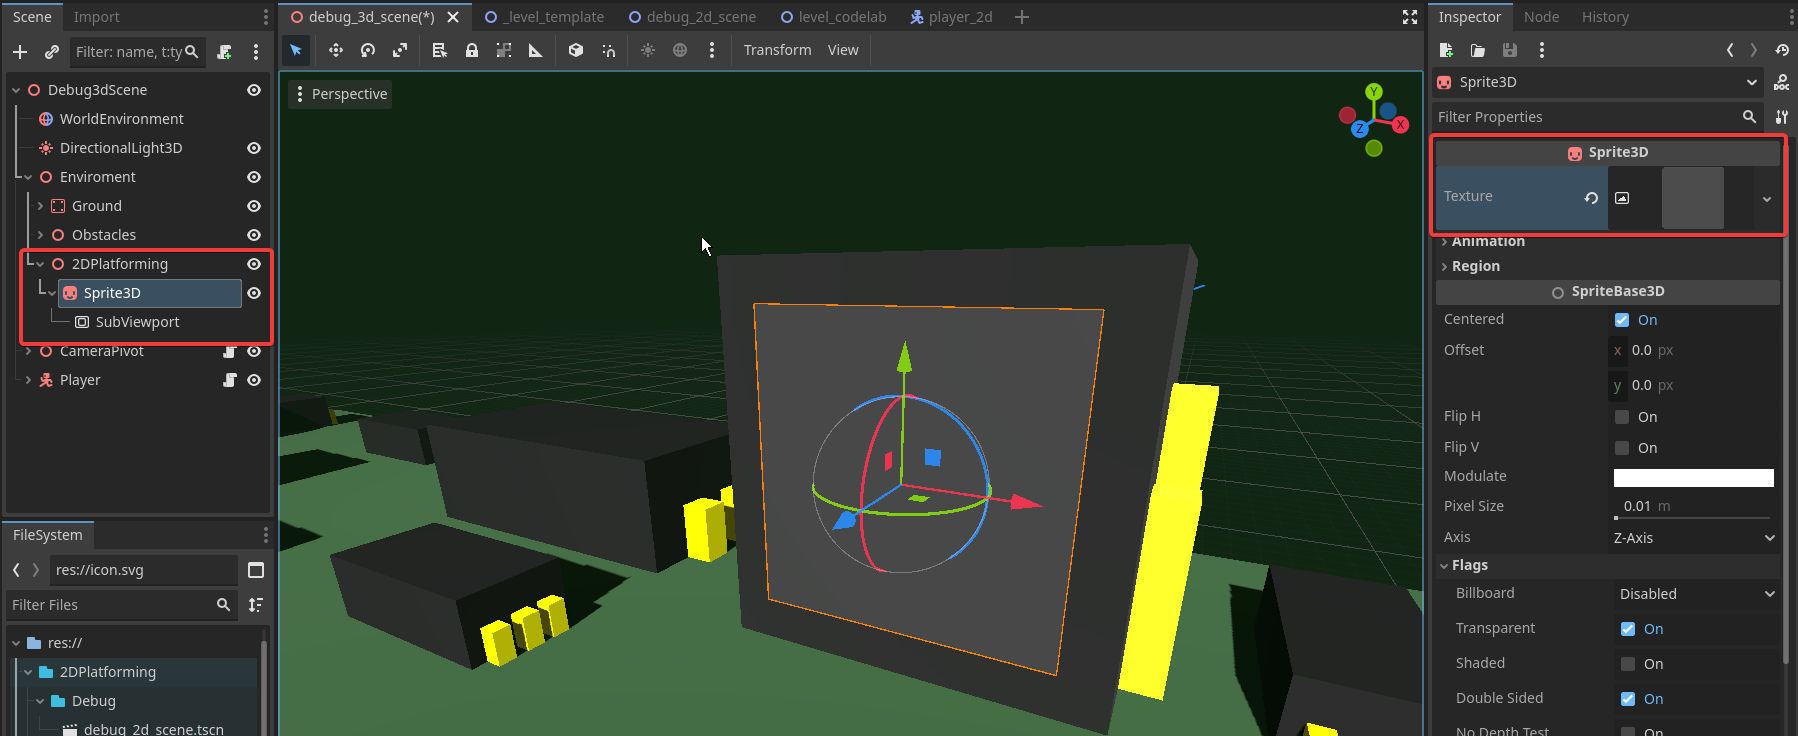 Scene Import
Filter: name, t:ty
Debug3dScene
WorldEnvironment
DirectionalLight3D
Enviroment
Ground
Obstacles
2DPlatforming
Sprite3D
SubViewport
CameraPivot
Player
FileSystem
res://icon.svg
Filter Files
res://
2DPlatforming
Debug
debug_2d_scene.tscn
debug_3d_scene(*) _level_template debug_2d_scene level_codelab player_2d
Transform View
Perspective
Y
X
Z
Inspector Node History
Sprite3D
DOC
Filter Properties
Sprite3D
Texture
Animation
Region
SpriteBase3D
Centered On
Offset x 0.0 px
y 0.0 px
Flip H On
Flip V On
Modulate
Pixel Size 0.01 m
Axis Z-Axis
Flags
Billboard Disabled
Transparent On
Shaded On
Double Sided On
No Depth Test On